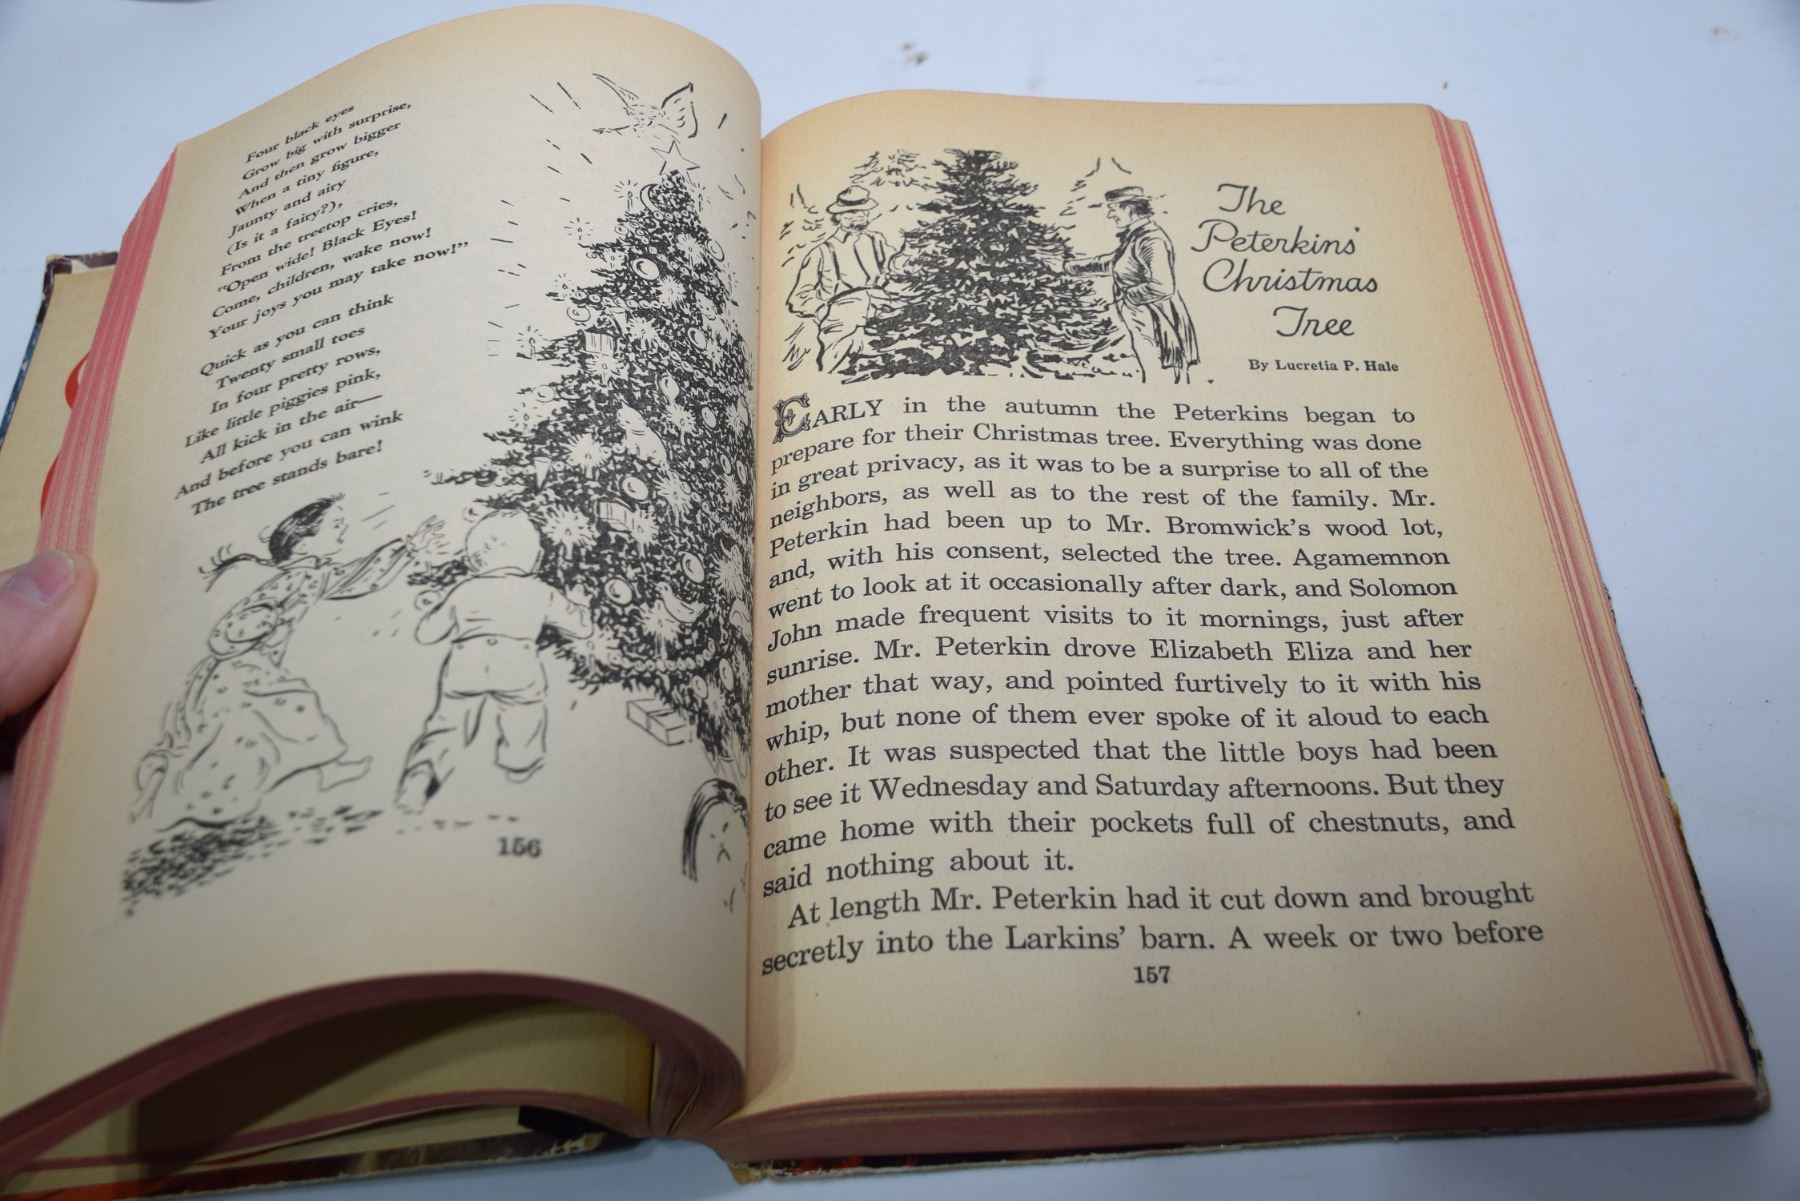 Four black eyes
Grow big with surprise,
And then grow bigger
When a tiny figure,
Jaunty and airy
(Is it a fairy?),
From the treetop cries,
“Open wide! Black Eyes!
Come, children, wake now!
Your joys you may take now!”
Quick as you can think
Twenty small toes
In four pretty rows,
Like little piggies pink,
All kick in the air—
And before you can wink
The tree stands bare!
156
The
Peterkins'
Christmas
Tree
By Lucretia P. Hale
EARLY in the autumn the Peterkins began to
prepare for their Christmas tree. Everything was done
in great privacy, as it was to be a surprise to all of the
neighbors, as well as to the rest of the family. Mr.
Peterkin had been up to Mr. Bromwick's wood lot,
and, with his consent, selected the tree. Agamemnon
went to look at it occasionally after dark, and Solomon
John made frequent visits to it mornings, just after
sunrise. Mr. Peterkin drove Elizabeth Eliza and her
mother that way, and pointed furtively to it with his
whip, but none of them ever spoke of it aloud to each
other. It was suspected that the little boys had been
to see it Wednesday and Saturday afternoons. But they
came home with their pockets full of chestnuts, and
said nothing about it.
At length Mr. Peterkin had it cut down and brought
secretly into the Larkins' barn. A week or two before
157